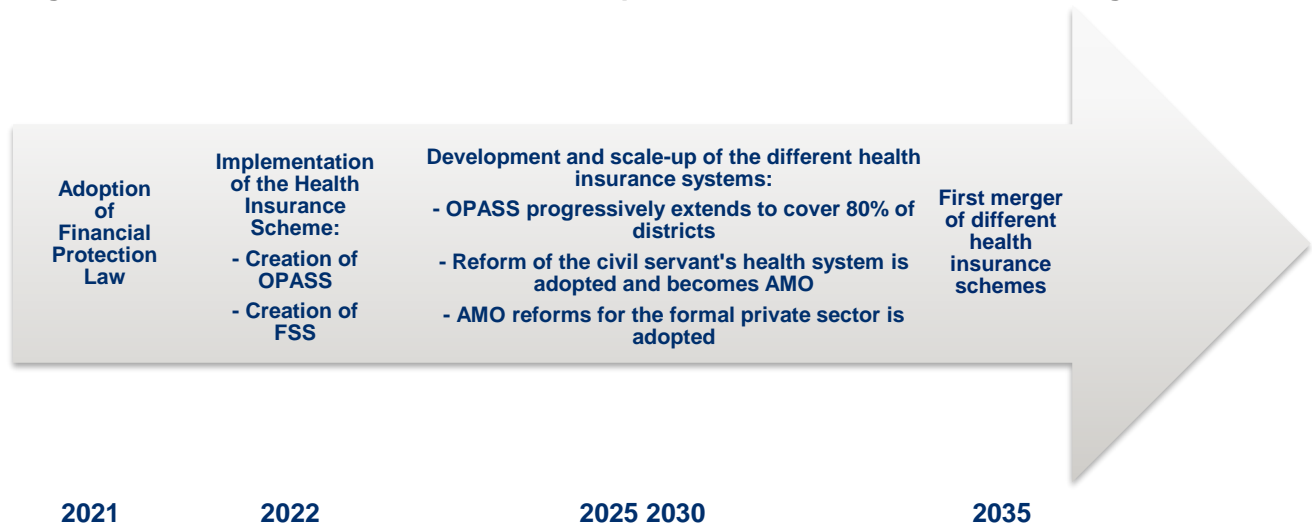 Adoption
of
Financial
Protection
Law
Implementation
of the Health
Insurance
Scheme:
- Creation of
OPASS
- Creation of
FSS
Development and scale-up of the different health
insurance systems:
- OPASS progressively extends to cover 80% of
districts
- Reform of the civil servant's health system is
adopted and becomes AMO
- AMO reforms for the formal private sector is
adopted
First merger
of different
health
insurance
schemes
2021
2022
2025 2030
2035